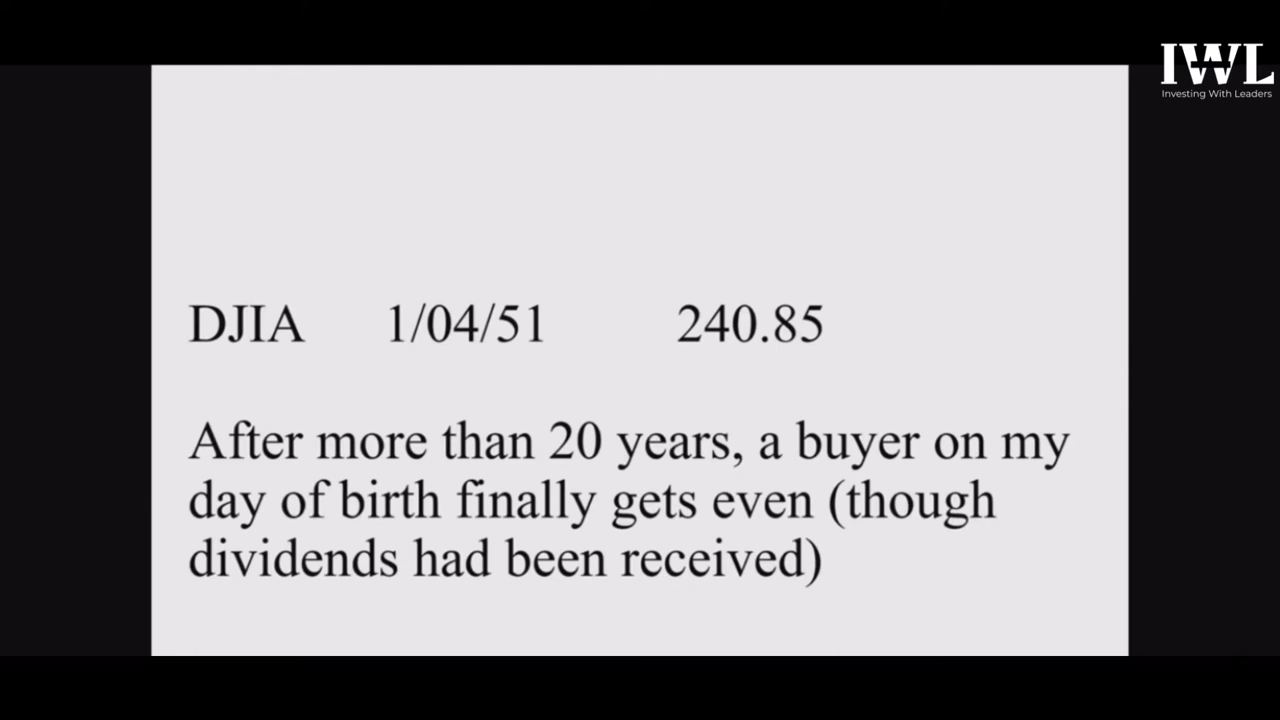 IWL
Investing With Leaders
DJIA 1/04/51 240.85
After more than 20 years, a buyer on my
day of birth finally gets even (though
dividends had been received)